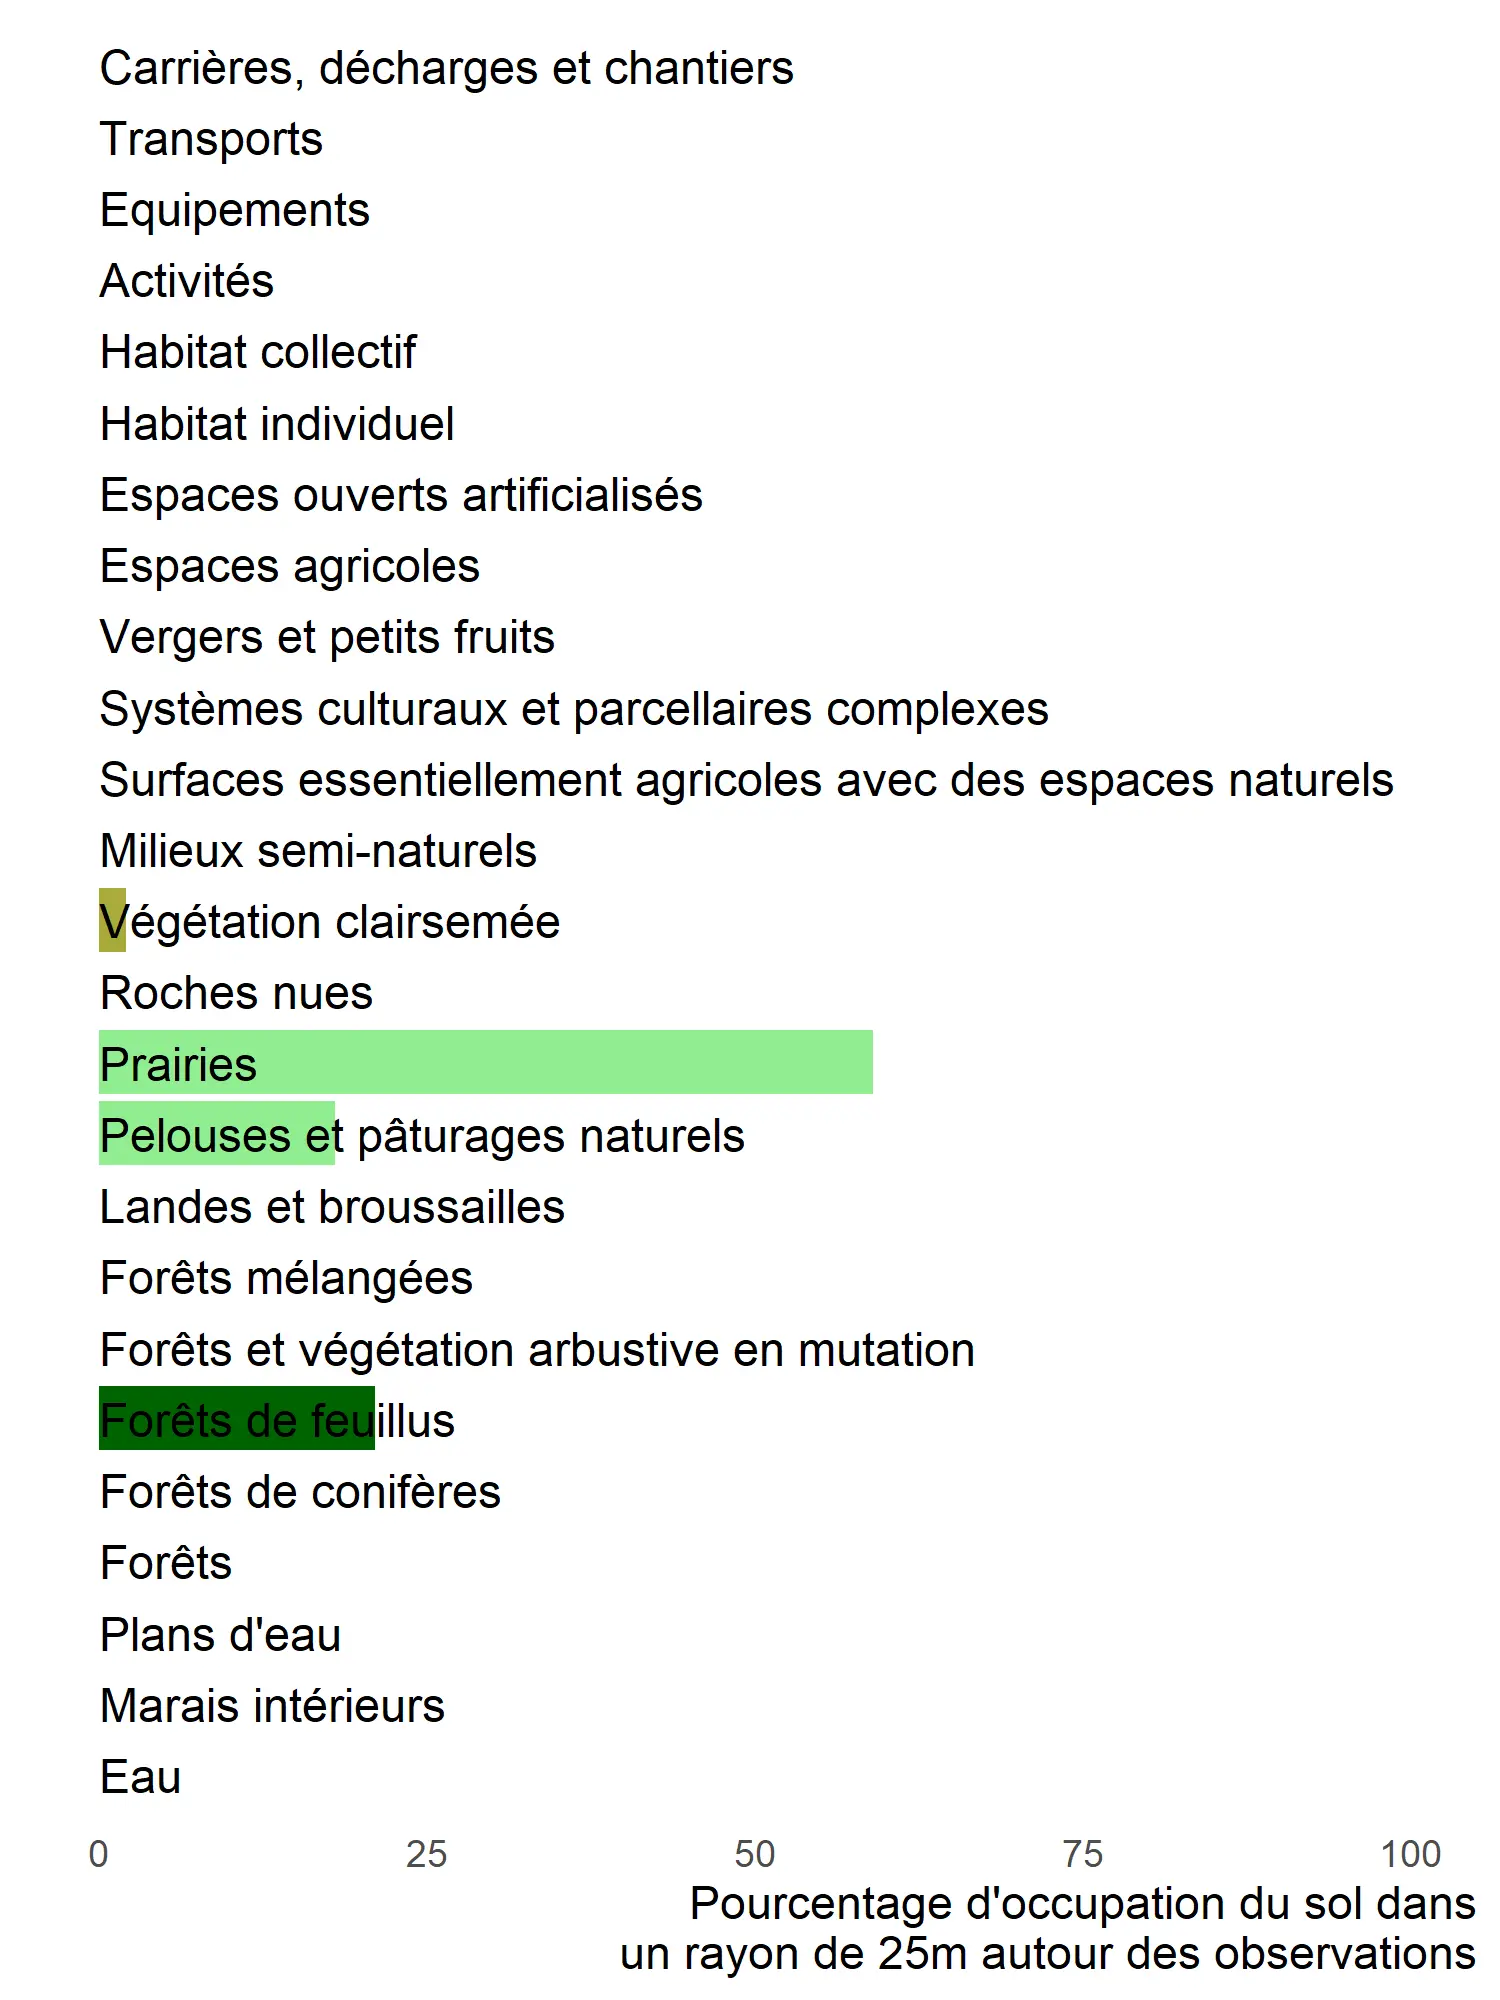 Carrières, décharges et chantiers
Transports
Equipements
Activités
Habitat collectif
Habitat individuel
Espaces ouverts artificialisés
Espaces agricoles
Vergers et petits fruits
Systèmes culturaux et parcellaires complexes
Surfaces essentiellement agricoles avec des espaces naturels
Milieux semi-naturels
Végétation clairsemée
Roches nues
Prairies
Pelouses et pâturages naturels
Landes et broussailles
Forêts mélangées
Forêts et végétation arbustive en mutation
Forêts de feuillus
Forêts de conifères
Forêts
Plans d'eau
Marais intérieurs
Eau
0 25 50 75 100
Pourcentage d'occupation du sol dans
un rayon de 25m autour des observations